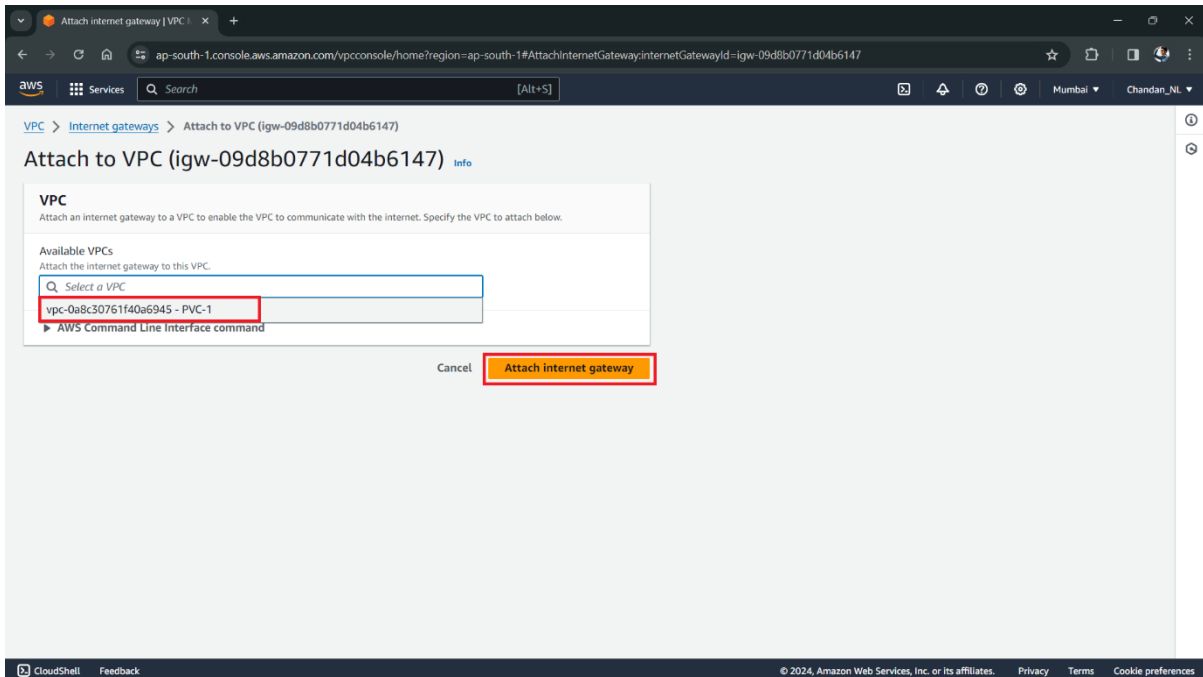 Attach internet gateway | VPC M
ap-south-1.console.aws.amazon.com/vpcconsole/home?region=ap-south-1#AttachInternetGateway:internetGatewayId=igw-09d8b0771d04b6147
aws Services Search [Alt+S] Mumbai Chandan_NL
VPC > Internet gateways > Attach to VPC (igw-09d8b0771d04b6147)
Attach to VPC (igw-09d8b0771d04b6147) Info
VPC
Attach an internet gateway to a VPC to enable the VPC to communicate with the internet. Specify the VPC to attach below.
Available VPCs
Attach the internet gateway to this VPC.
Select a VPC
vpc-0a8c30761f40a6945 - PVC-1
AWS Command Line Interface command
Cancel Attach internet gateway
CloudShell Feedback © 2024, Amazon Web Services, Inc. or its affiliates. Privacy Terms Cookie preferences